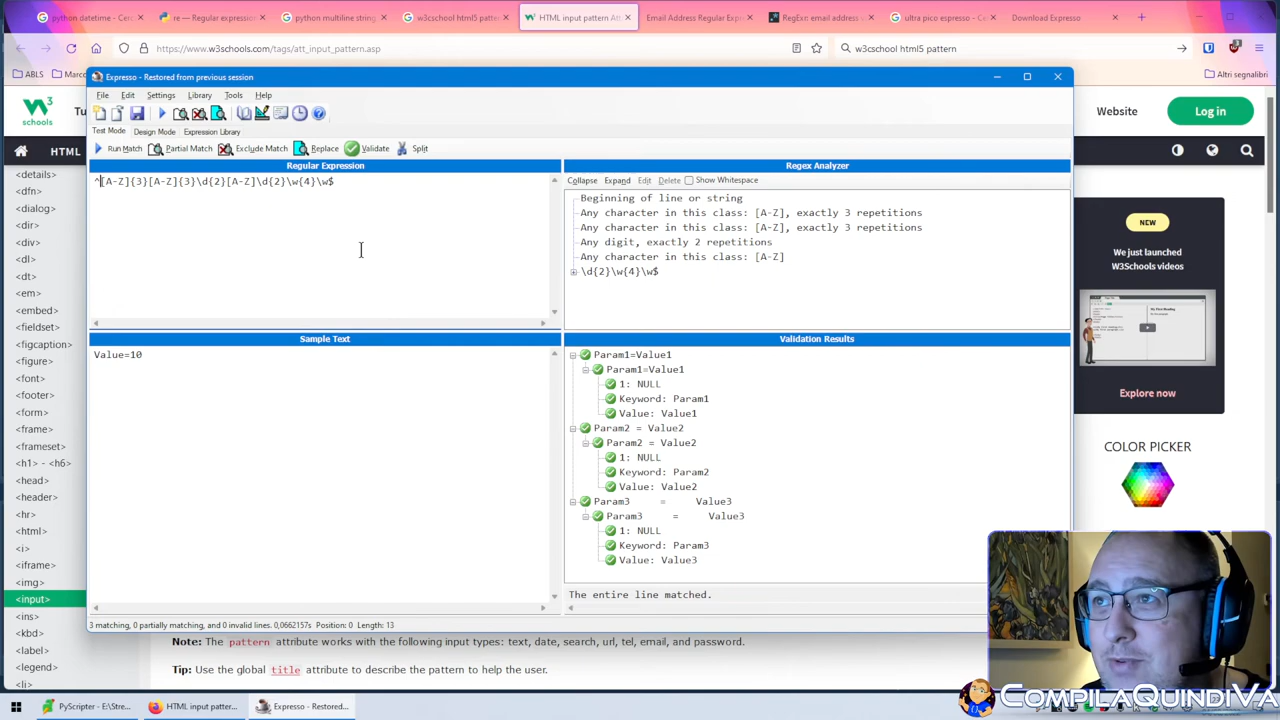 python datetime - Cerc
re — Regular expression
python multiline string
w3cschool html5 patter
HTML input pattern Att
Email Address Regular Exp
RegExr: email address v
ultra pico espresso - Ce
Download Expresso
https://www.w3schools.com/tags/att_input_pattern.asp
w3cschool html5 pattern
ABLS
Marco
Altri segnalibri
Expresso - Restored from previous session
File Edit Settings Library Tools Help
Test Mode Design Mode Expression Library
Run Match Partial Match Exclude Match Replace Validate Split
Regular Expression
^[A-Z]{3}[A-Z]{3}\d{2}[A-Z]\d{2}\w{4}\w$
Regex Analyzer
Collapse Expand Edit Delete Show Whitespace
Beginning of line or string
Any character in this class: [A-Z], exactly 3 repetitions
Any character in this class: [A-Z], exactly 3 repetitions
Any digit, exactly 2 repetitions
Any character in this class: [A-Z]
\d{2}\w{4}\w$
Sample Text
Value=10
Validation Results
Param1=Value1
Param1=Value1
1: NULL
Keyword: Param1
Value: Value1
Param2 = Value2
Param2 = Value2
1: NULL
Keyword: Param2
Value: Value2
Param3 = Value3
Param3 = Value3
1: NULL
Keyword: Param3
Value: Value3
The entire line matched.
3 matching, 0 partially matching, and 0 invalid lines. 0,0662157s Position: 0 Length: 13
W3
schools
Tu
HTML
<details>
<dfn>
<dialog>
<dir>
<div>
<dl>
<dt>
<em>
<embed>
<fieldset>
<figcaption>
<figure>
<font>
<footer>
<form>
<frame>
<frameset>
<h1> - <h6>
<head>
<header>
<hr>
<html>
<i>
<iframe>
<img>
<input>
<ins>
<kbd>
<label>
<legend>
<li>
Website
Log in
NEW
We just launched
W3Schools videos
Explore now
COLOR PICKER
Note: The pattern attribute works with the following input types: text, date, search, url, tel, email, and password.
Tip: Use the global title attribute to describe the pattern to help the user.
PyScripter - E:\Stre...
HTML input patter...
Expresso - Restored...
COMPILAQUINDIVA